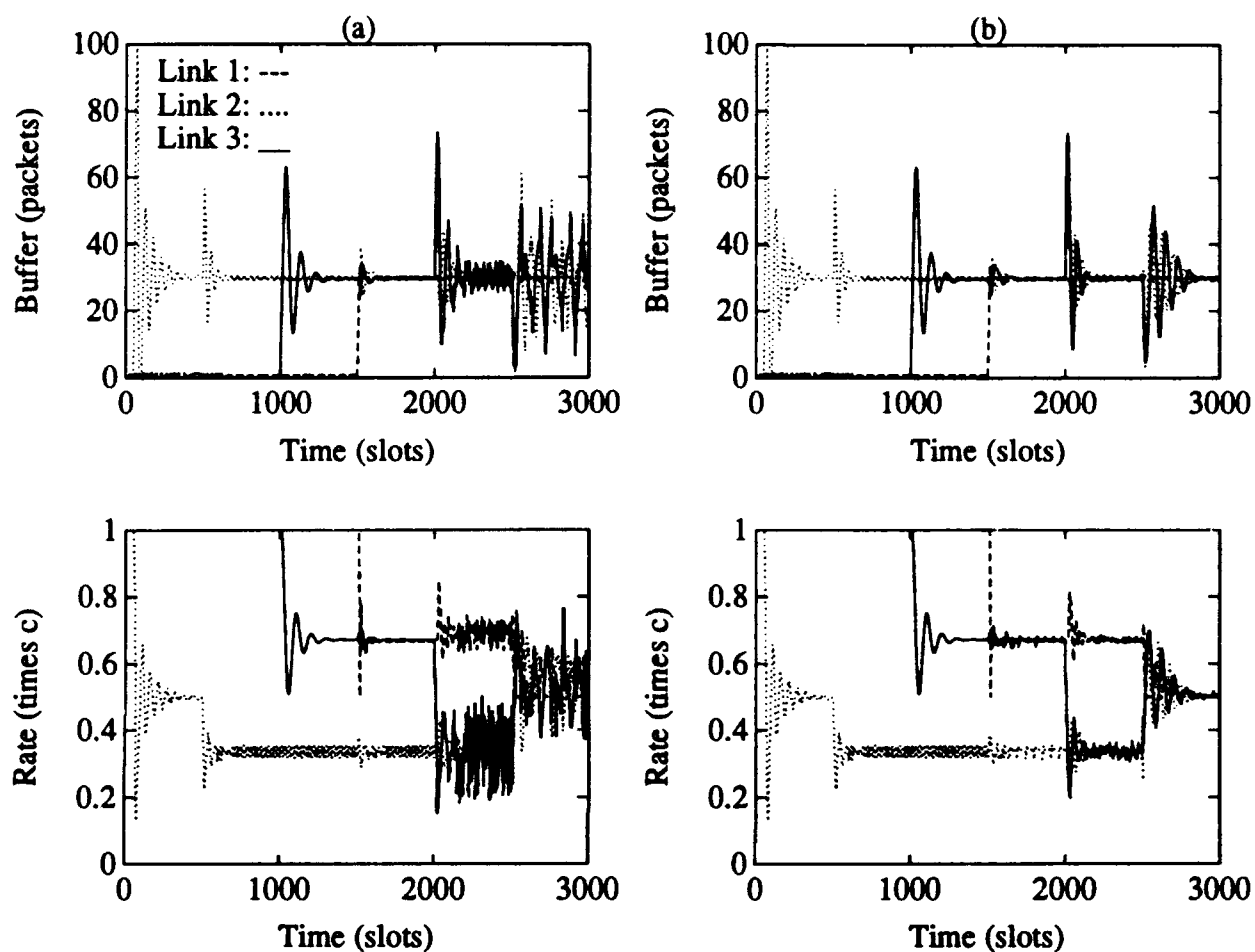 (a)
100
80
60
40
20
0
Buffer (packets)
Link 1: ---
Link 2: ....
Link 3: __
0 1000 2000 3000
Time (slots)
(b)
100
80
60
40
20
0
Buffer (packets)
0 1000 2000 3000
Time (slots)
1
0.8
0.6
0.4
0.2
0
Rate (times c)
0 1000 2000 3000
Time (slots)
1
0.8
0.6
0.4
0.2
0
Rate (times c)
0 1000 2000 3000
Time (slots)